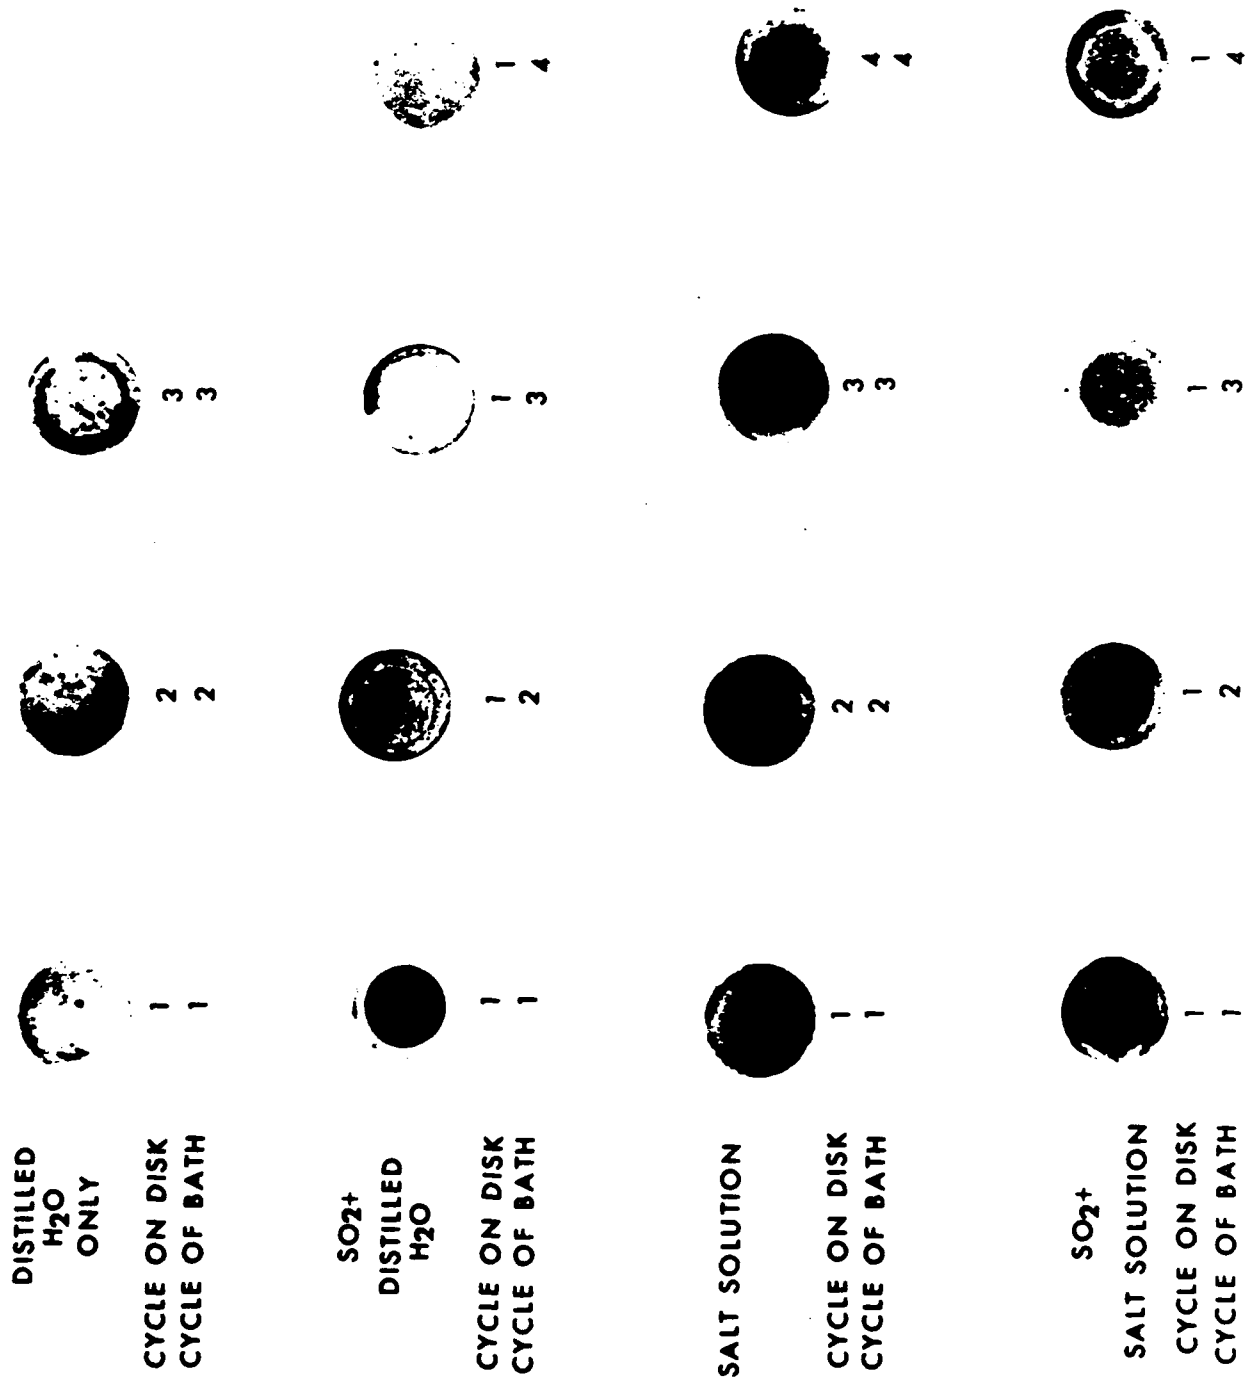 DISTILLED
H2O
ONLY
CYCLE ON DISK 1 2 3
CYCLE OF BATH 1 2 3
SO2+
DISTILLED
H2O
CYCLE ON DISK 1 1 1 1
CYCLE OF BATH 1 2 3 4
SALT SOLUTION
CYCLE ON DISK 1 2 3 4
CYCLE OF BATH 1 2 3 4
SO2+
SALT SOLUTION
CYCLE ON DISK 1 1 1 1
CYCLE OF BATH 1 2 3 4